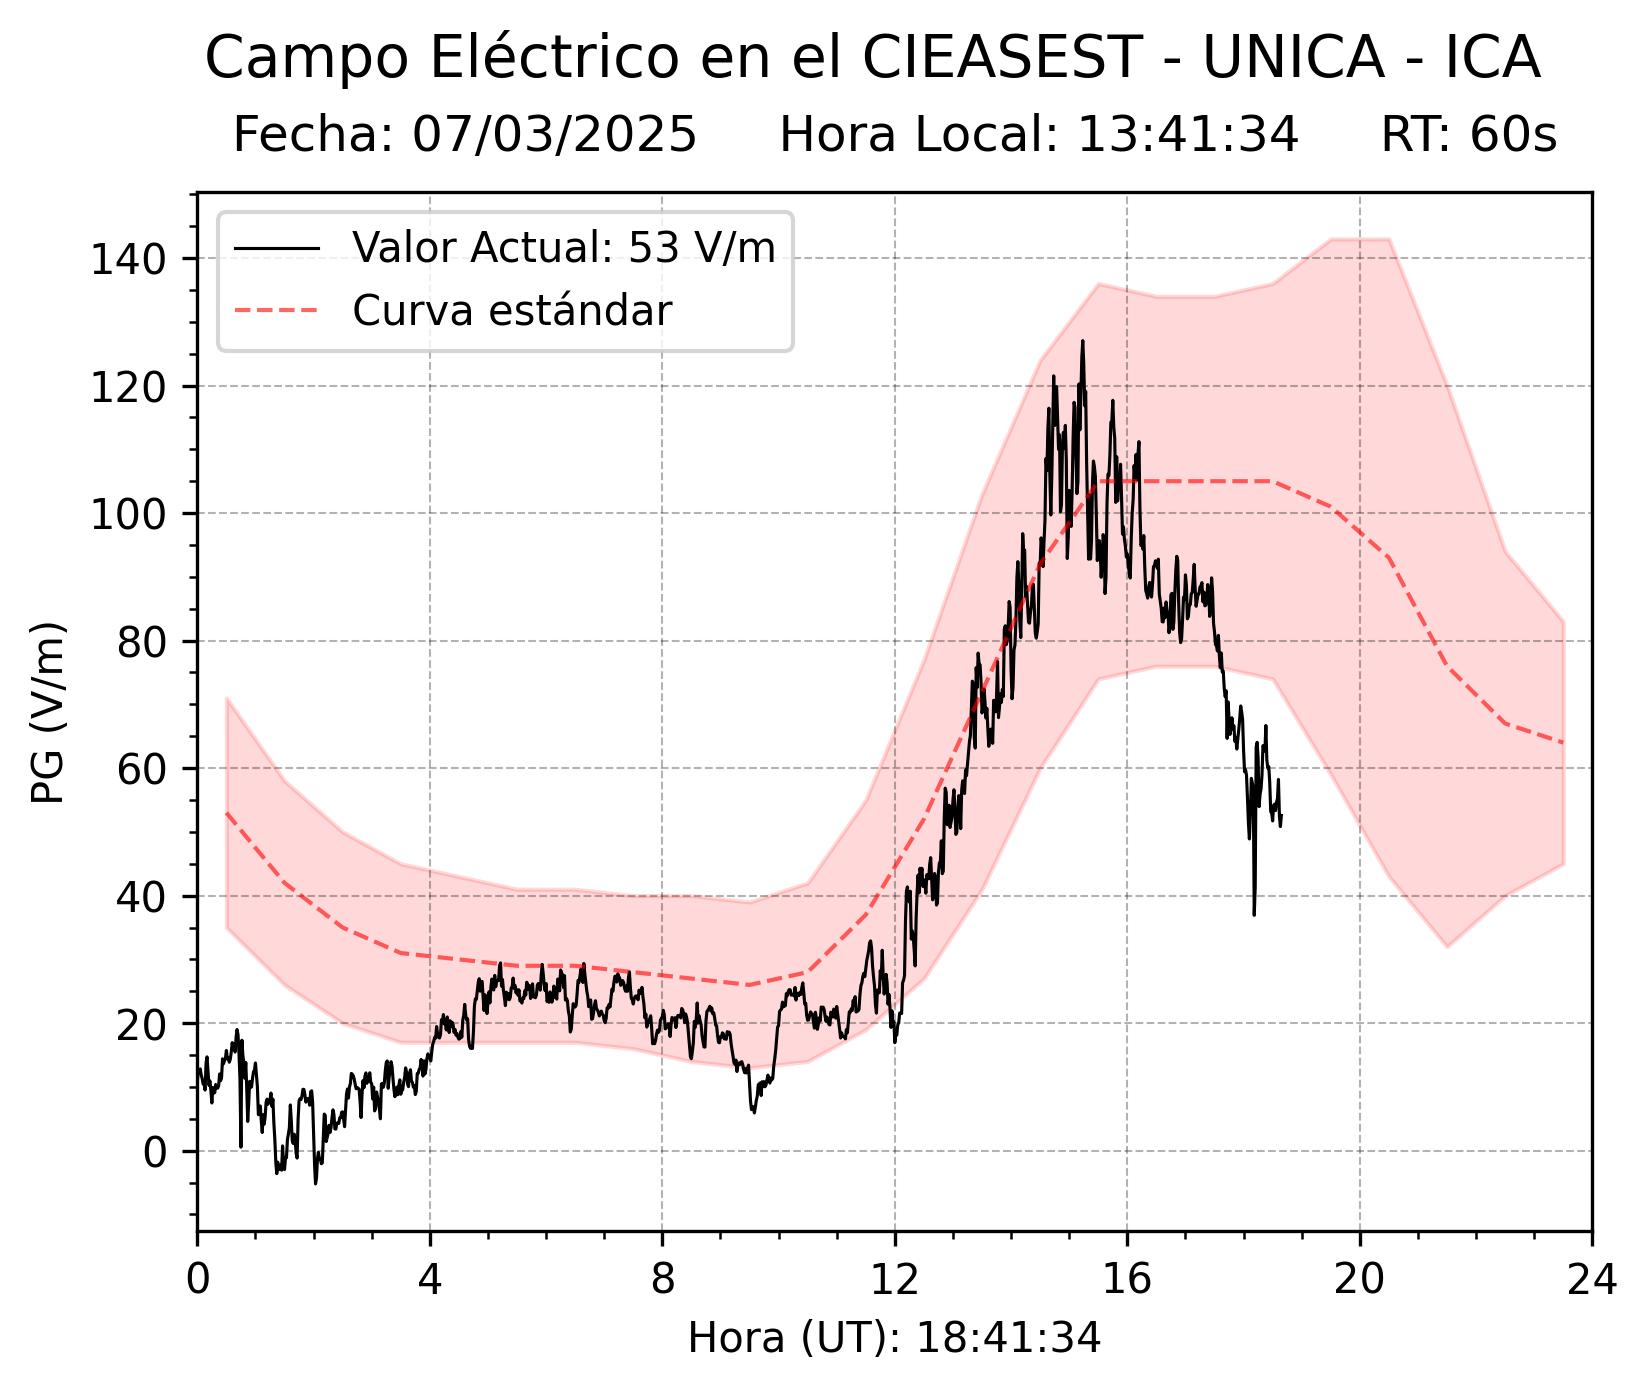 Campo Eléctrico en el CIEASEST - UNICA - ICA
Fecha: 07/03/2025 Hora Local: 13:41:34 RT: 60s
Valor Actual: 53 V/m
Curva estándar
140
120
100
80
60
40
20
0
PG (V/m)
0 4 8 12 16 20 24
Hora (UT): 18:41:34